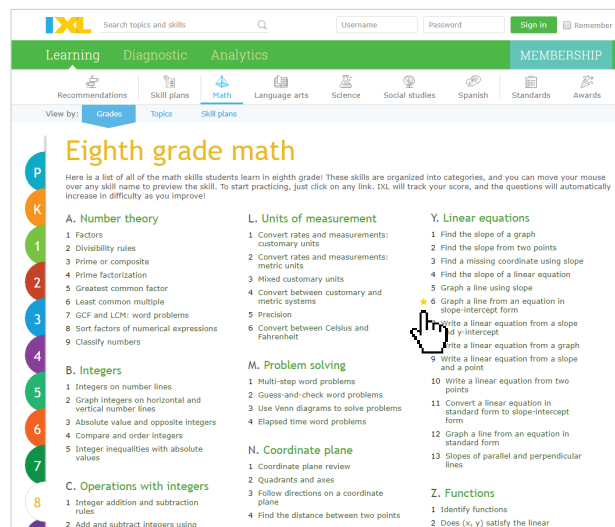 IXL Search topics and skills Username Password Sign in Remember
Learning Diagnostic Analytics MEMBERSHIP
Recommendations Skill plans Math Language arts Science Social studies Spanish Standards Awards
View by: Grades Topics Skill plans
P
K
1
2
3
4
5
6
7
8
Eighth grade math
Here is a list of all of the math skills students learn in eighth grade! These skills are organized into categories, and you can move your mouse
over any skill name to preview the skill. To start practicing, just click on any link. IXL will track your score, and the questions will automatically
increase in difficulty as you improve!
A. Number theory
1 Factors
2 Divisibility rules
3 Prime or composite
4 Prime factorization
5 Greatest common factor
6 Least common multiple
7 GCF and LCM: word problems
8 Sort factors of numerical expressions
9 Classify numbers
B. Integers
1 Integers on number lines
2 Graph integers on horizontal and
vertical number lines
3 Absolute value and opposite integers
4 Compare and order integers
5 Integer inequalities with absolute
values
C. Operations with integers
1 Integer addition and subtraction
rules
2 Add and subtract integers using
L. Units of measurement
1 Convert rates and measurements:
customary units
2 Convert rates and measurements:
metric units
3 Mixed customary units
4 Convert between customary and
metric systems
5 Precision
6 Convert between Celsius and
Fahrenheit
M. Problem solving
1 Multi-step word problems
2 Guess-and-check word problems
3 Use Venn diagrams to solve problems
4 Elapsed time word problems
N. Coordinate plane
1 Coordinate plane review
2 Quadrants and axes
3 Follow directions on a coordinate
plane
4 Find the distance between two points
Y. Linear equations
1 Find the slope of a graph
2 Find the slope from two points
3 Find a missing coordinate using slope
4 Find the slope of a linear equation
5 Graph a line using slope
6 Graph a line from an equation in
slope-intercept form
Write a linear equation from a slope
and y-intercept
Write a linear equation from a graph
9 Write a linear equation from a slope
and a point
10 Write a linear equation from two
points
11 Convert a linear equation in
standard form to slope-intercept
form
12 Graph a line from an equation in
standard form
13 Slopes of parallel and perpendicular
lines
Z. Functions
1 Identify functions
2 Does (x, y) satisfy the linear